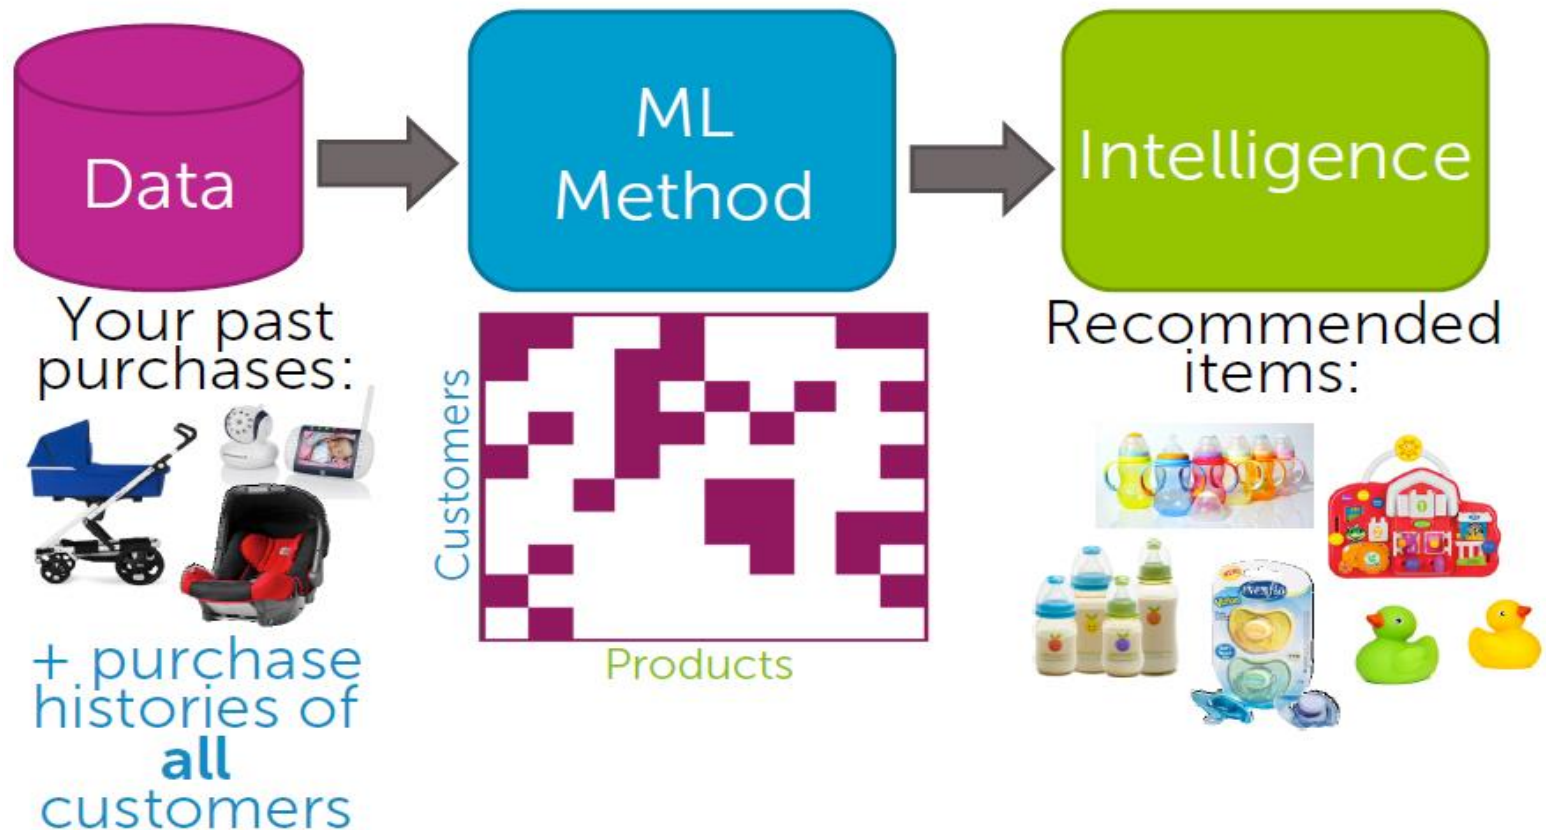 Data
ML
Method
Intelligence
Your past
purchases:
+ purchase
histories of
all
customers
Customers
Products
Recommended
items: